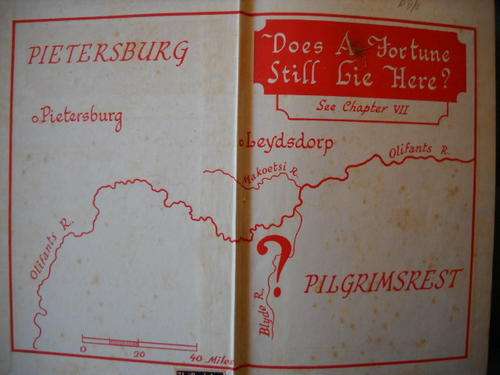 PIETERSBURG
Does A Fortune
Still Lie Here?
See Chapter VII
Pietersburg
Leydsdorp
Olifants R.
Makoetsi R.
Olifants R.
?
PILGRIMSREST
Blyde R.
0 20 40 Miles